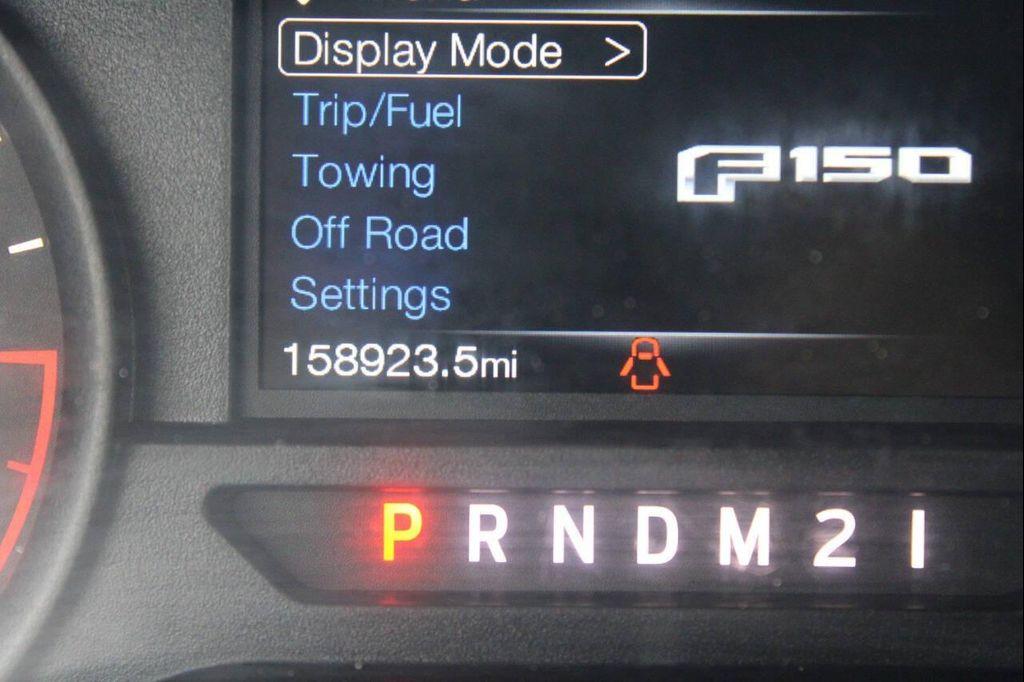 Display Mode >
Trip/Fuel
Towing
F150
Off Road
Settings
158923.5mi
P R N D M 2 1